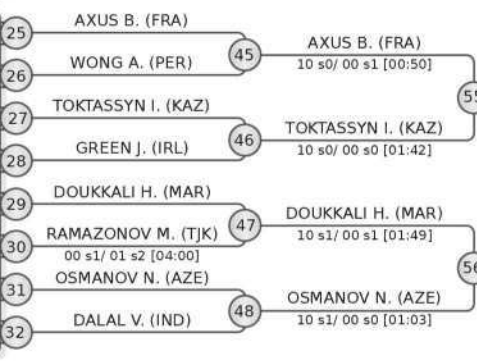 25
AXUS B. (FRA)
26
WONG A. (PER)
45
AXUS B. (FRA)
10 s0/ 00 s1 [00:50]
27
TOKTASSYN I. (KAZ)
28
GREEN J. (IRL)
46
TOKTASSYN I. (KAZ)
10 s0/ 00 s0 [01:42]
55
29
DOUKKALI H. (MAR)
30
RAMAZONOV M. (TJK)
00 s1/ 01 s2 [04:00]
47
DOUKKALI H. (MAR)
10 s1/ 00 s1 [01:49]
31
OSMANOV N. (AZE)
32
DALAL V. (IND)
48
OSMANOV N. (AZE)
10 s1/ 00 s0 [01:03]
56